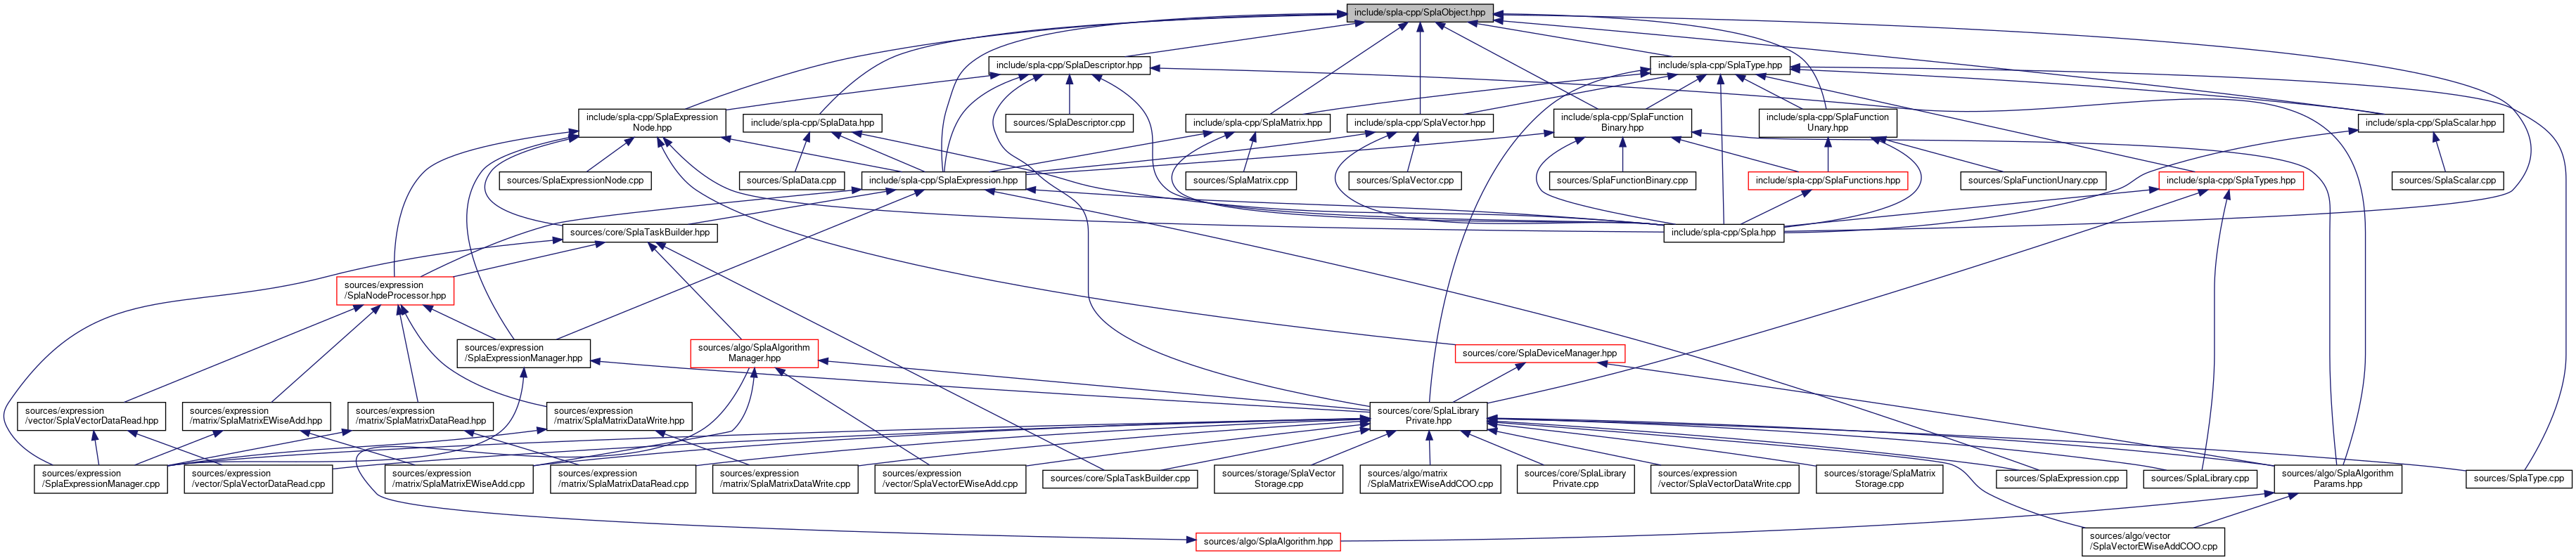 include/spla-cpp/SplaObject.hpp
include/spla-cpp/SplaDescriptor.hpp
include/spla-cpp/SplaType.hpp
include/spla-cpp/SplaExpression
Node.hpp
include/spla-cpp/SplaData.hpp
sources/SplaDescriptor.cpp
include/spla-cpp/SplaMatrix.hpp
include/spla-cpp/SplaVector.hpp
include/spla-cpp/SplaFunction
Binary.hpp
include/spla-cpp/SplaFunction
Unary.hpp
include/spla-cpp/SplaScalar.hpp
sources/SplaExpressionNode.cpp
sources/SplaData.cpp
include/spla-cpp/SplaExpression.hpp
sources/SplaMatrix.cpp
sources/SplaVector.cpp
sources/SplaFunctionBinary.cpp
include/spla-cpp/SplaFunctions.hpp
sources/SplaFunctionUnary.cpp
include/spla-cpp/SplaTypes.hpp
sources/SplaScalar.cpp
sources/core/SplaTaskBuilder.hpp
include/spla-cpp/Spla.hpp
sources/expression
/SplaNodeProcessor.hpp
sources/expression
/SplaExpressionManager.hpp
sources/algo/SplaAlgorithm
Manager.hpp
sources/core/SplaDeviceManager.hpp
sources/expression
/vector/SplaVectorDataRead.hpp
sources/expression
/matrix/SplaMatrixEWiseAdd.hpp
sources/expression
/matrix/SplaMatrixDataRead.hpp
sources/expression
/matrix/SplaMatrixDataWrite.hpp
sources/core/SplaLibrary
Private.hpp
sources/expression
/SplaExpressionManager.cpp
sources/expression
/vector/SplaVectorDataRead.cpp
sources/expression
/matrix/SplaMatrixEWiseAdd.cpp
sources/expression
/matrix/SplaMatrixDataRead.cpp
sources/expression
/matrix/SplaMatrixDataWrite.cpp
sources/expression
/vector/SplaVectorEWiseAdd.cpp
sources/core/SplaTaskBuilder.cpp
sources/storage/SplaVector
Storage.cpp
sources/algo/matrix
/SplaMatrixEWiseAddCOO.cpp
sources/core/SplaLibrary
Private.cpp
sources/expression
/vector/SplaVectorDataWrite.cpp
sources/storage/SplaMatrix
Storage.cpp
sources/SplaExpression.cpp
sources/SplaLibrary.cpp
sources/algo/SplaAlgorithm
Params.hpp
sources/SplaType.cpp
sources/algo/SplaAlgorithm.hpp
sources/algo/vector
/SplaVectorEWiseAddCOO.cpp